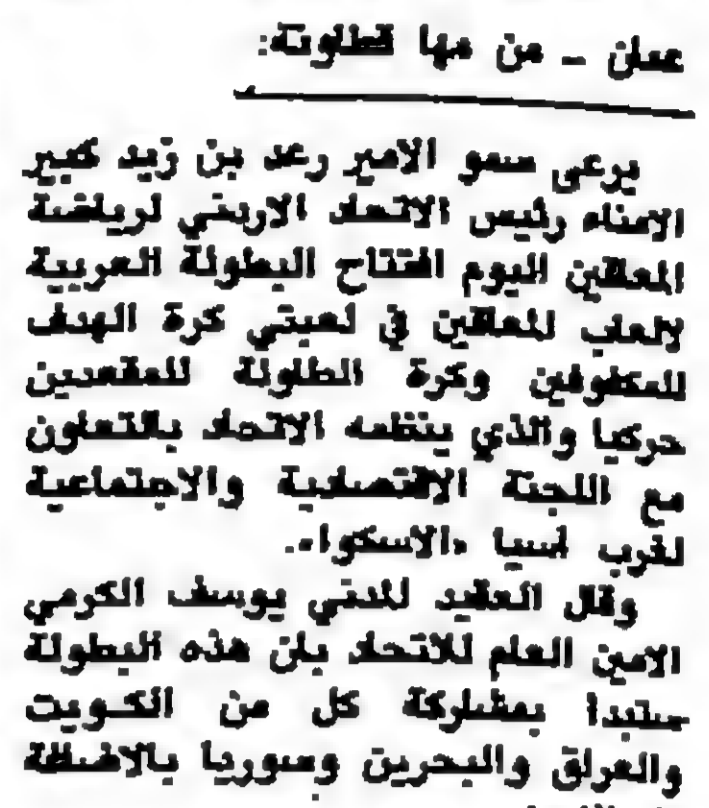 عمان - من مها قطاونة:
يرعى سمو الامير رعد بن زيد كبير
الامناء رئيس الاتحاد الاردني لرياضة
المعاقين اليوم افتتاح البطولة العربية
لالعاب المعاقين في لعبتي كرة الهدف
للمكفوفين وكرة الطاولة للمقعدين
حركيا والذي ينظمه الاتحاد بالتعاون
مع اللجنة الاقتصادية والاجتماعية
لغرب اسيا «الاسكوا».
وقال العقيد المدني يوسف الكرمي
الامين العام للاتحاد بان هذه البطولة
ستبدا بمشاركة كل من الكويت
والعراق والبحرين وسوريا بالاضافة